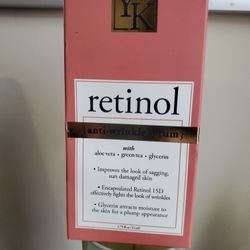 YK
retinol
{anti-wrinkle serum}
with
aloe vera • green tea • glycerin
• Improves the look of sagging,
sun damaged skin
• Encapsulated Retinol 15D
effectively fights the look of wrinkles
• Glycerin attracts moisture to
the skin for a plump appearance